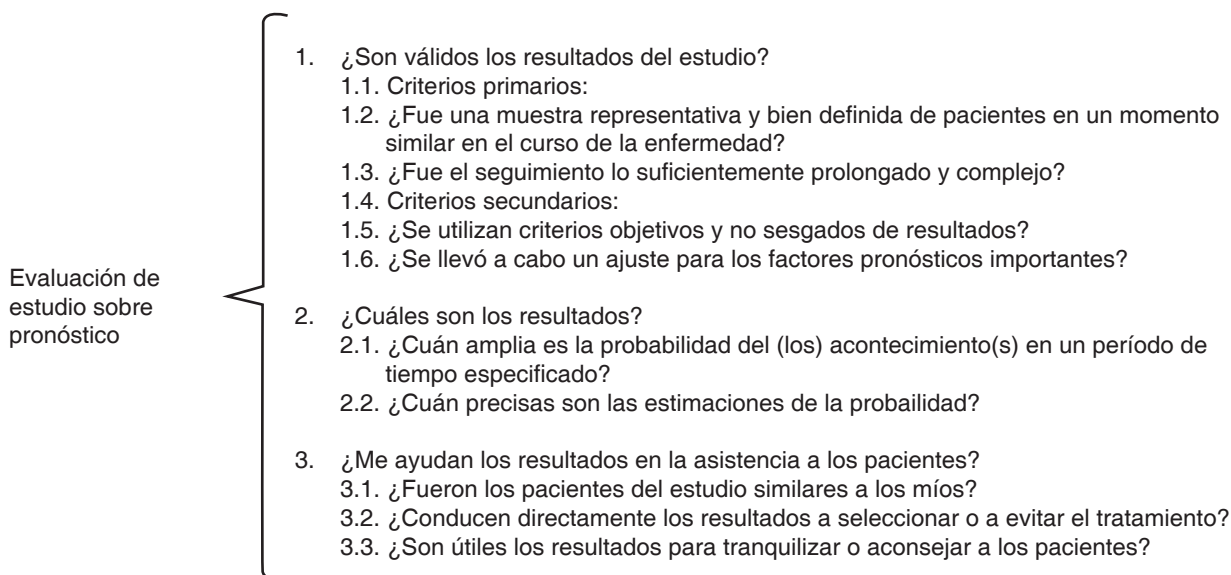 Evaluación de
estudio sobre
pronóstico
1. ¿Son válidos los resultados del estudio?
1.1. Criterios primarios:
1.2. ¿Fue una muestra representativa y bien definida de pacientes en un momento
similar en el curso de la enfermedad?
1.3. ¿Fue el seguimiento lo suficientemente prolongado y complejo?
1.4. Criterios secundarios:
1.5. ¿Se utilizan criterios objetivos y no sesgados de resultados?
1.6. ¿Se llevó a cabo un ajuste para los factores pronósticos importantes?
2. ¿Cuáles son los resultados?
2.1. ¿Cuán amplia es la probabilidad del (los) acontecimiento(s) en un período de
tiempo especificado?
2.2. ¿Cuán precisas son las estimaciones de la probailidad?
3. ¿Me ayudan los resultados en la asistencia a los pacientes?
3.1. ¿Fueron los pacientes del estudio similares a los míos?
3.2. ¿Conducen directamente los resultados a seleccionar o a evitar el tratamiento?
3.3. ¿Son útiles los resultados para tranquilizar o aconsejar a los pacientes?